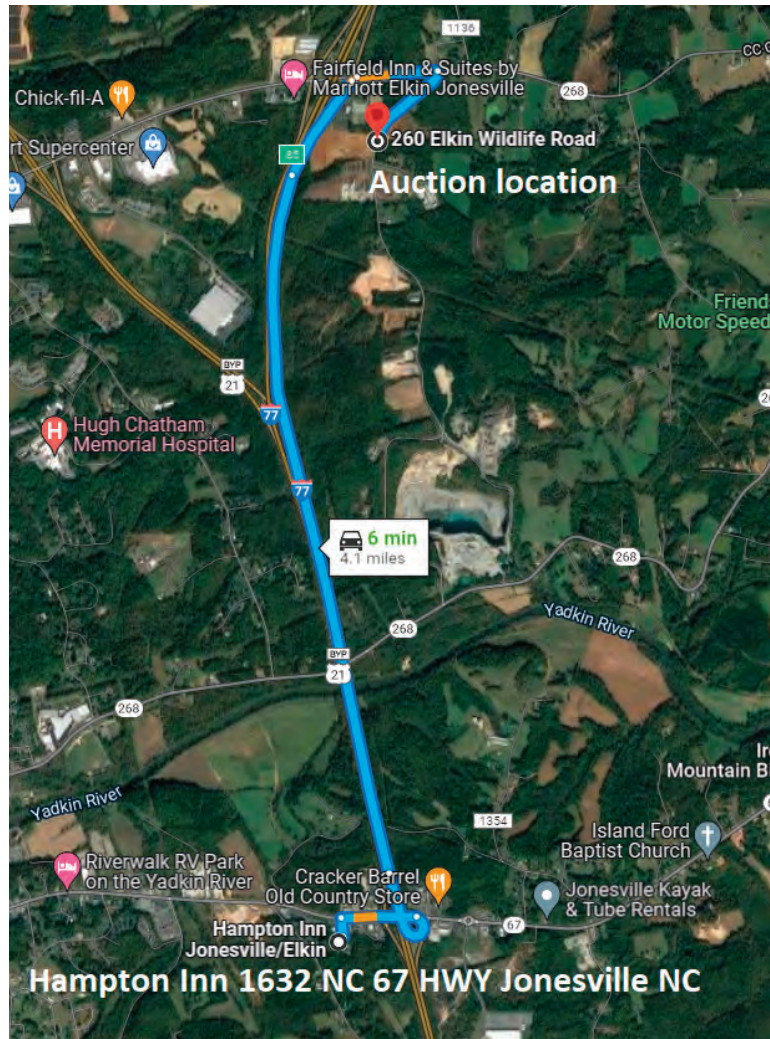 1136
CC C
Fairfield Inn & Suites by
Marriott Elkin Jonesville
268
Chick-fil-A
260 Elkin Wildlife Road
rt Supercenter
85
Auction location
Friend
Motor Speed
BYP
21
77
Hugh Chatham
Memorial Hospital
77
6 min
4.1 miles
268
Yadkin River
268
BYP
21
268
Yadkin River
Mountain B
1354
Island Ford
Baptist Church
Riverwalk RV Park
on the Yadkin River
Cracker Barrel
Old Country Store
Jonesville Kayak
& Tube Rentals
67
Hampton Inn
Jonesville/Elkin
Hampton Inn 1632 NC 67 HWY Jonesville NC